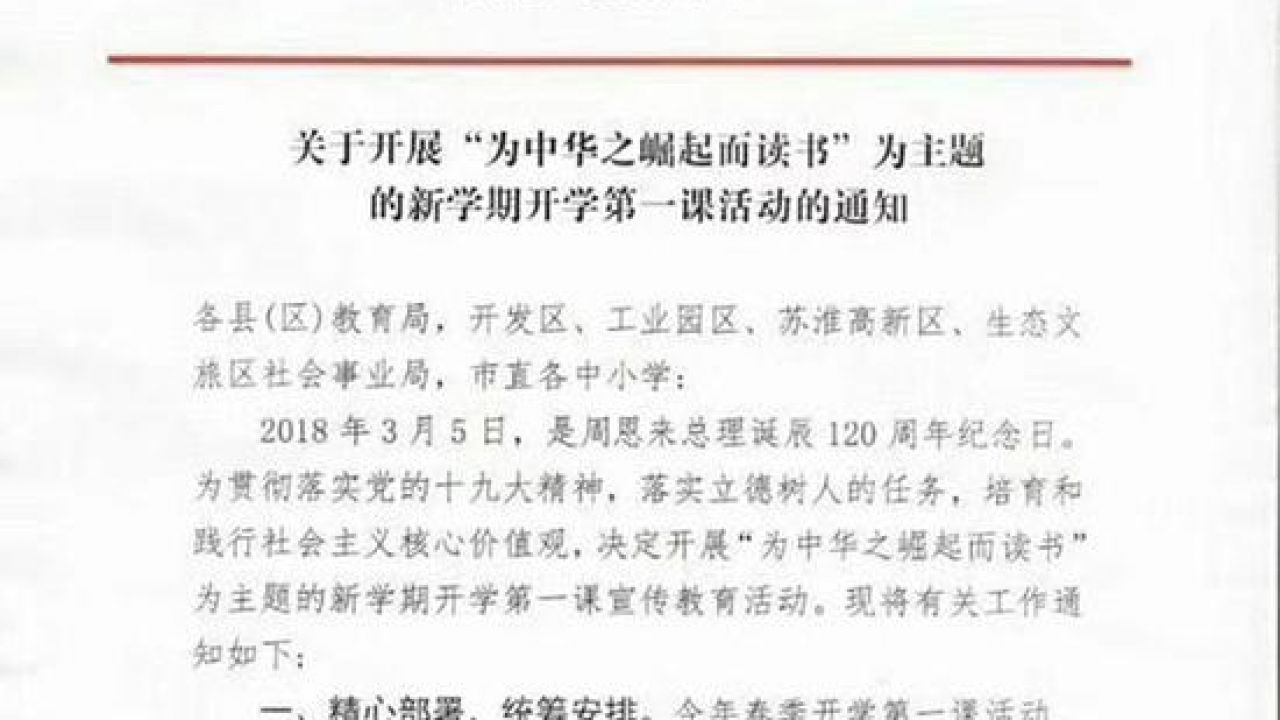 关于开展“为中华之崛起而读书”为主题
的新学期开学第一课活动的通知
各县(区)教育局，开发区、工业园区、苏淮高新区、生态文
旅区社会事业局，市直各中小学：
2018 年 3 月 5 日，是周恩来总理诞辰 120 周年纪念日。
为贯彻落实党的十九大精神，落实立德树人的任务，培育和
践行社会主义核心价值观，决定开展“为中华之崛起而读书”
为主题的新学期开学第一课宣传教育活动。现将有关工作通
知如下：
一、精心部署，统筹安排。今年春季开学第一课活动，